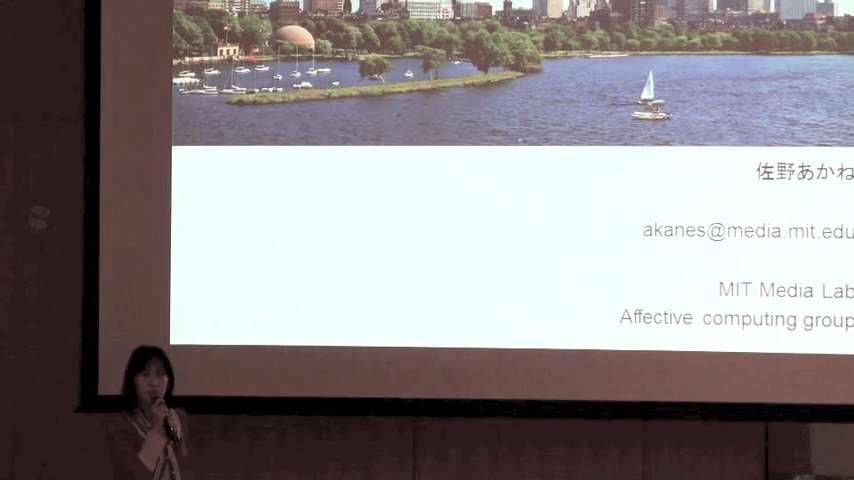 佐野あかね
akanes@media.mit.edu
MIT Media Lab
Affective computing group